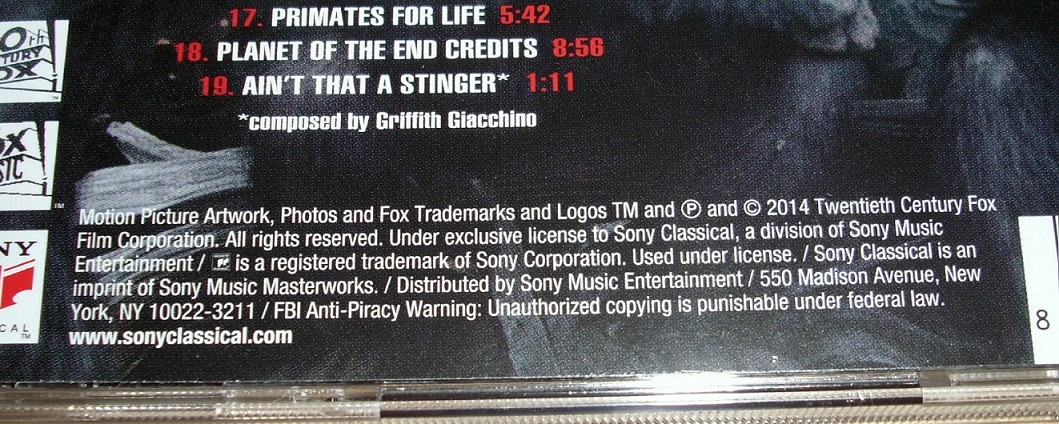 17. PRIMATES FOR LIFE 5:42
18. PLANET OF THE END CREDITS 8:56
19. AIN'T THAT A STINGER* 1:11
*composed by Griffith Giacchino
Motion Picture Artwork, Photos and Fox Trademarks and Logos TM and ℗ and © 2014 Twentieth Century Fox
Film Corporation. All rights reserved. Under exclusive license to Sony Classical, a division of Sony Music
Entertainment / is a registered trademark of Sony Corporation. Used under license. / Sony Classical is an
imprint of Sony Music Masterworks. / Distributed by Sony Music Entertainment / 550 Madison Avenue, New
York, NY 10022-3211 / FBI Anti-Piracy Warning: Unauthorized copying is punishable under federal law.
www.sonyclassical.com
8